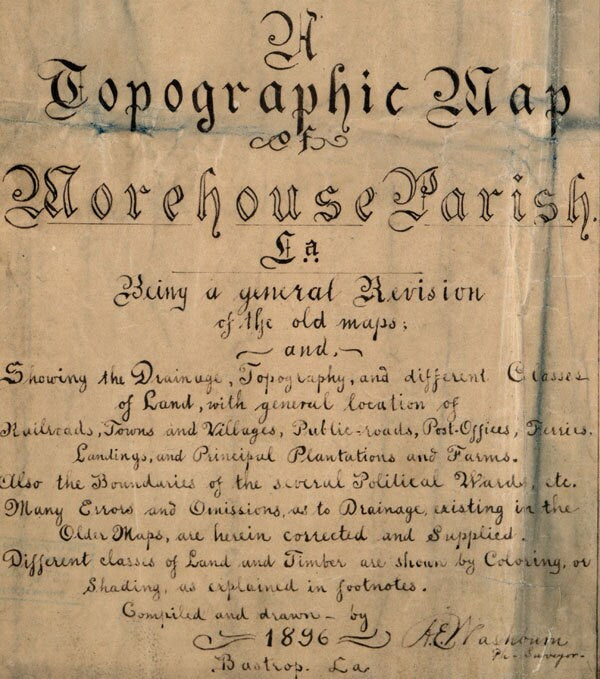 A
Topographic Map
of
Morehouse Parish.
La
Being a general Revision
of the old maps;
and,
Showing the Drainage, Topography, and different Classes
of Land, with general location of
Railroads, Towns and Villages, Public-roads, Post-Offices, Ferries,
Landings, and Principal Plantations and Farms.
Also the Boundaries of the several Political Wards, etc.
Many Errors and Omissions, as to Drainage, existing in the
Older Maps, are herein corrected and Supplied.
Different classes of Land and Timber are shown by Coloring, or
Shading, as explained in footnotes.
Compiled and drawn - by
1896 A.E. Washburn
Pa- Surveyor-
Bastrop. La